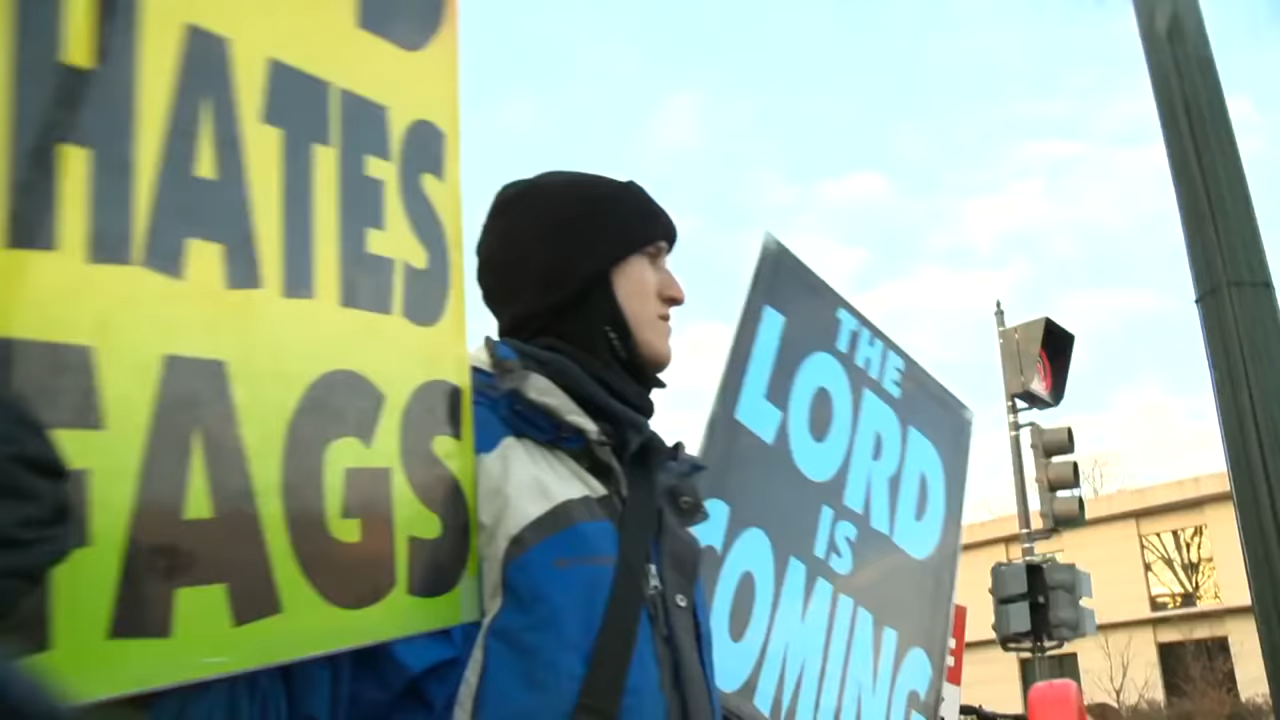 HATES
FAGS
THE
LORD
IS
COMING